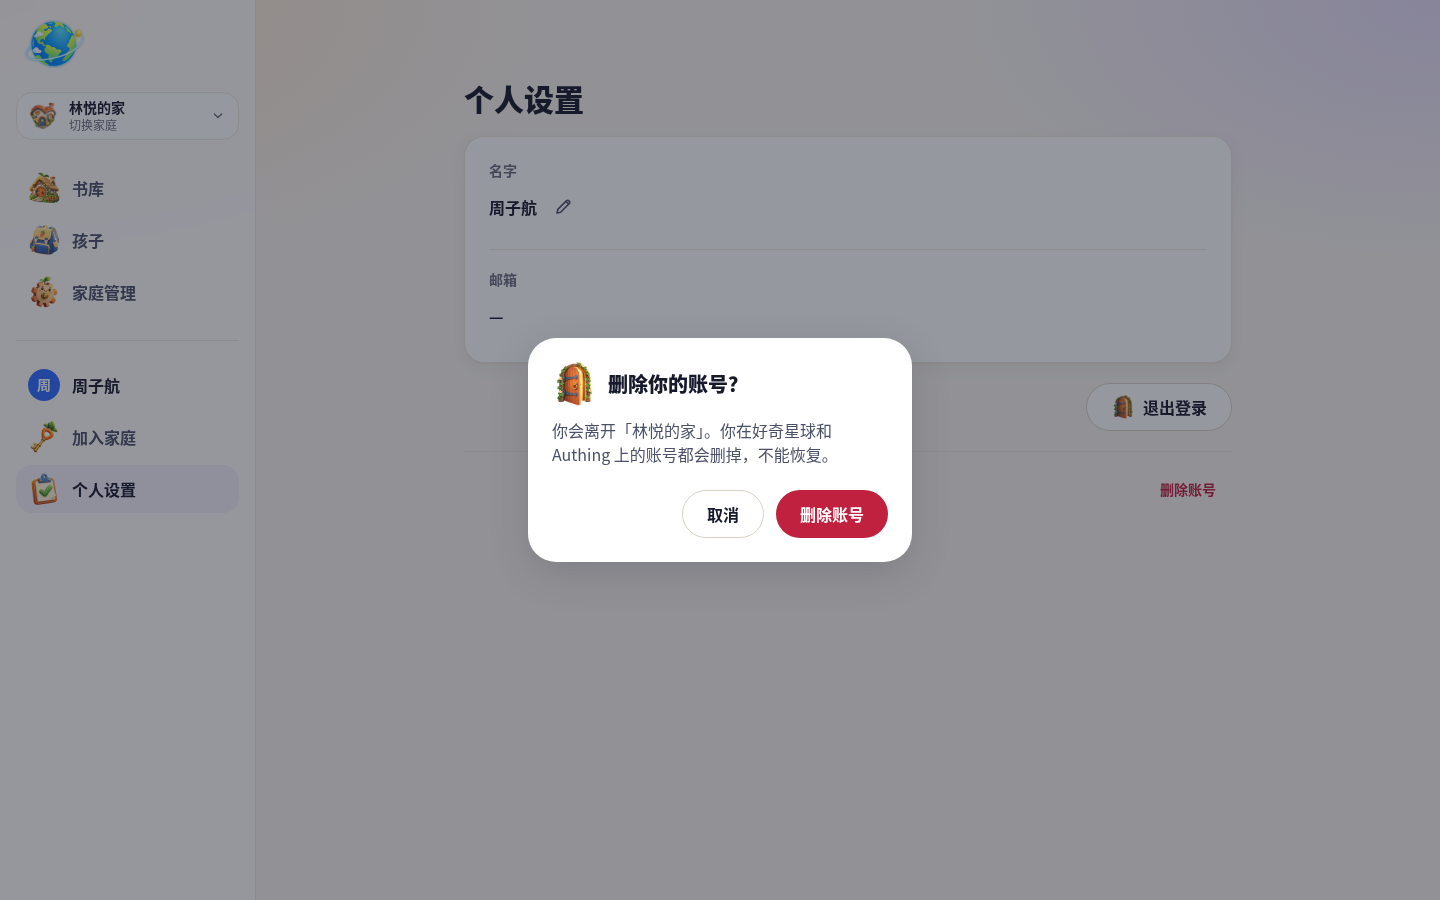 林悦的家
切换家庭
书库
孩子
家庭管理
周
周子航
加入家庭
个人设置
个人设置
名字
周子航
邮箱
—
退出登录
删除账号
删除你的账号？
你会离开「林悦的家」。你在好奇星球和
Authing 上的账号都会删掉，不能恢复。
取消
删除账号